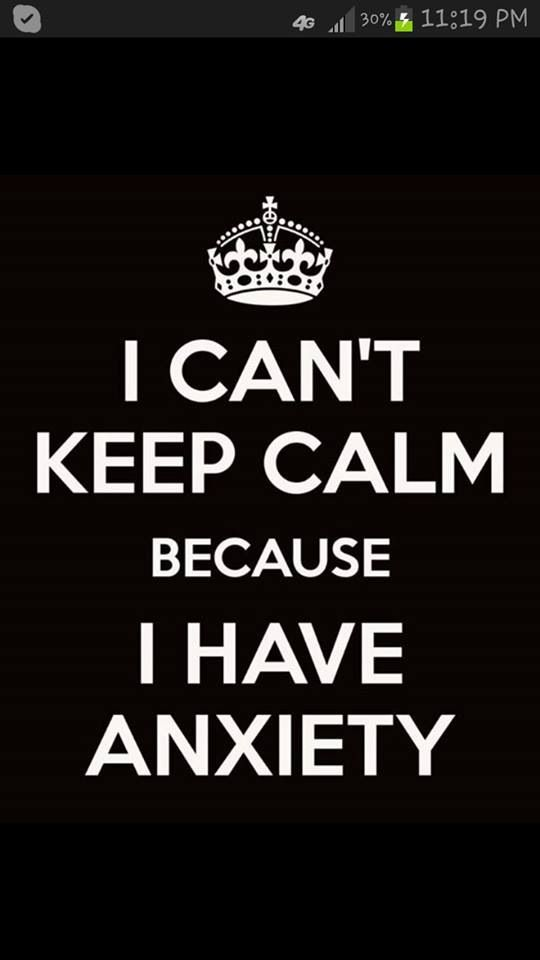 4G 30% 11:19 PM
I CAN'T
KEEP CALM
BECAUSE
I HAVE
ANXIETY